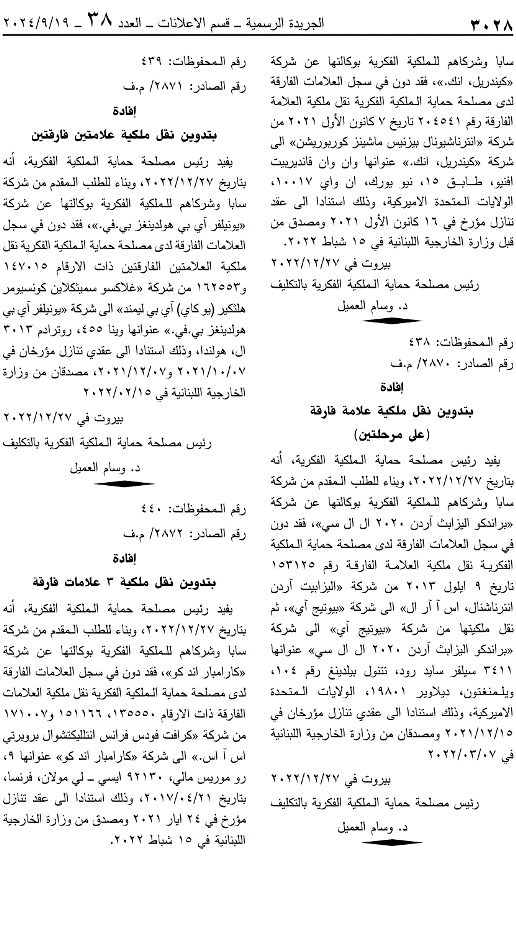 ٣٠٢٨
الجريدة الرسمية ــ قسم الاعلانات ــ العدد ٣٨ ــ ٢٠٢٤/٩/١٩
سابا وشركاهم للملكية الفكرية بوكالتها عن شركة
«كيندريل، انك.»، فقد دون في سجل العلامات الفارقة
لدى مصلحة حماية الملكية الفكرية نقل ملكية العلامة
الفارقة رقم ٢٠٤٥٤١ تاريخ ٧ كانون الأول ٢٠٢١ من
شركة «انترناشيونال بيزنيس ماشينز كوربوريشن» الى
شركة «كيندريل، انك.» عنوانها وان وان فانديربيت
افنيو، طـابــق ١٥، نيو يورك، ان واي ١٠٠١٧،
الولايات المتحدة الاميركية، وذلك استنادا الى عقد
تنازل مؤرخ في ١٦ كانون الأول ٢٠٢١ ومصدق من
قبل وزارة الخارجية اللبنانية في ١٥ شباط ٢٠٢٢.
بيروت في ٢٠٢٢/١٢/٢٧
رئيس مصلحة حماية الملكية الفكرية بالتكليف
د. وسام العميل
رقم المحفوظات: ٤٣٨
رقم الصادر: ٢٨٧٠/ م.ف
إفادة
بتدوين نقل ملكية علامة فارقة
(على مرحلتين)
يفيد رئيس مصلحة حماية الملكية الفكرية، أنه
بتاريخ ٢٠٢٢/١٢/٢٧، وبناء للطلب المقدم من شركة
سابا وشركاهم للملكية الفكرية بوكالتها عن شركة
«براندكو اليزابث آردن ٢٠٢٠ ال ال سي»، فقد دون
في سجل العلامات الفارقة لدى مصلحة حماية الملكية
الفكرية نقل ملكية العلامة الفارقة رقم ١٥٣١٢٥
تاريخ ٩ ايلول ٢٠١٣ من شركة «اليزابيت آردن
انترناشنال، اس آ آر ال» الى شركة «بيوتيج آي»، ثم
نقل ملكيتها من شركة «بيوتيج آي» الى شركة
«براندكو اليزابث آردن ٢٠٢٠ ال ال سي» عنوانها
٣٤١١ سيلفر سايد رود، تتنول بيلدينغ رقم ١٠٤،
ويلمنغتون، ديلاوير ١٩٨٠١، الولايات المتحدة
الاميركية، وذلك استنادا الى عقدي تنازل مؤرخان في
٢٠٢١/١٢/١٥ ومصدقان من وزارة الخارجية اللبنانية
في ٢٠٢٢/٠٣/٠٧
بيروت في ٢٠٢٢/١٢/٢٧
رئيس مصلحة حماية الملكية الفكرية بالتكليف
د. وسام العميل
رقم المحفوظات: ٤٣٩
رقم الصادر: ٢٨٧١/ م.ف
إفادة
بتدوين نقل ملكية علامتين فارقتين
يفيد رئيس مصلحة حماية الملكية الفكرية، أنه
بتاريخ ٢٠٢٢/١٢/٢٧، وبناء للطلب المقدم من شركة
سابا وشركاهم للملكية الفكرية بوكالتها عن شركة
«يونيلفر آي بي هولدينغز بي.في.»، فقد دون في سجل
العلامات الفارقة لدى مصلحة حماية الملكية الفكرية نقل
ملكية العلامتين الفارقتين ذات الارقام ١٤٧٠١٥
و١٦٢٥٥٣ من شركة «غلاكسو سميثكلاين كونسيومر
هلثكير (يو كاي) آي بي ليمتد» الى شركة «يونيلفر آي بي
هولدينغز بي.في.» عنوانها وينا ٤٥٥، روتردام ٣٠١٣
ال، هولندا، وذلك استنادا الى عقدي تنازل مؤرخان في
٢٠٢١/١٠/٠٧ و٢٠٢١/١٢/٠٧، مصدقان من وزارة
الخارجية اللبنانية في ٢٠٢٢/٠٢/١٥
بيروت في ٢٠٢٢/١٢/٢٧
رئيس مصلحة حماية الملكية الفكرية بالتكليف
د. وسام العميل
رقم المحفوظات: ٤٤٠
رقم الصادر: ٢٨٧٢/ م.ف
إفادة
بتدوين نقل ملكية ٣ علامات فارقة
يفيد رئيس مصلحة حماية الملكية الفكرية، أنه
بتاريخ ٢٠٢٢/١٢/٢٧، وبناء للطلب المقدم من شركة
سابا وشركاهم للملكية الفكرية بوكالتها عن شركة
«كارامبار اند كو»، فقد دون في سجل العلامات الفارقة
لدى مصلحة حماية الملكية الفكرية نقل ملكية العلامات
الفارقة ذات الارقام ١٣٥٥٥٠، ١٥١١٦٦ و١٧١٠٠٧
من شركة «كرافت فودس فرانس انتلليكتشوال بروبرتي
اس آ اس.» الى شركة «كارامبار اند كو» عنوانها ٩،
رو موريس مالي، ٩٢١٣٠ ايسي ــ لي مولان، فرنسا،
بتاريخ ٢٠١٧/٠٤/٢١، وذلك استنادا الى عقد تنازل
مؤرخ في ٢٤ ايار ٢٠٢١ ومصدق من وزارة الخارجية
اللبنانية في ١٥ شباط ٢٠٢٢.